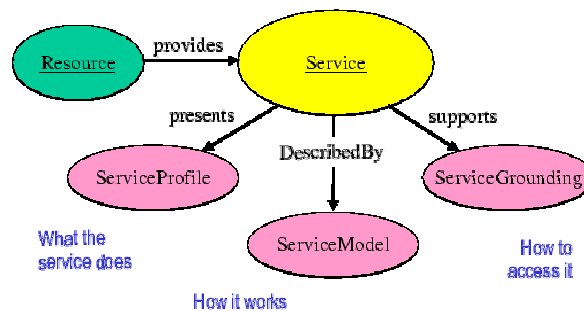 provides
Resource
Service
presents
supports
DescribedBy
ServiceProfile
ServiceGrounding
What the
service does
ServiceModel
How to
access it
How it works